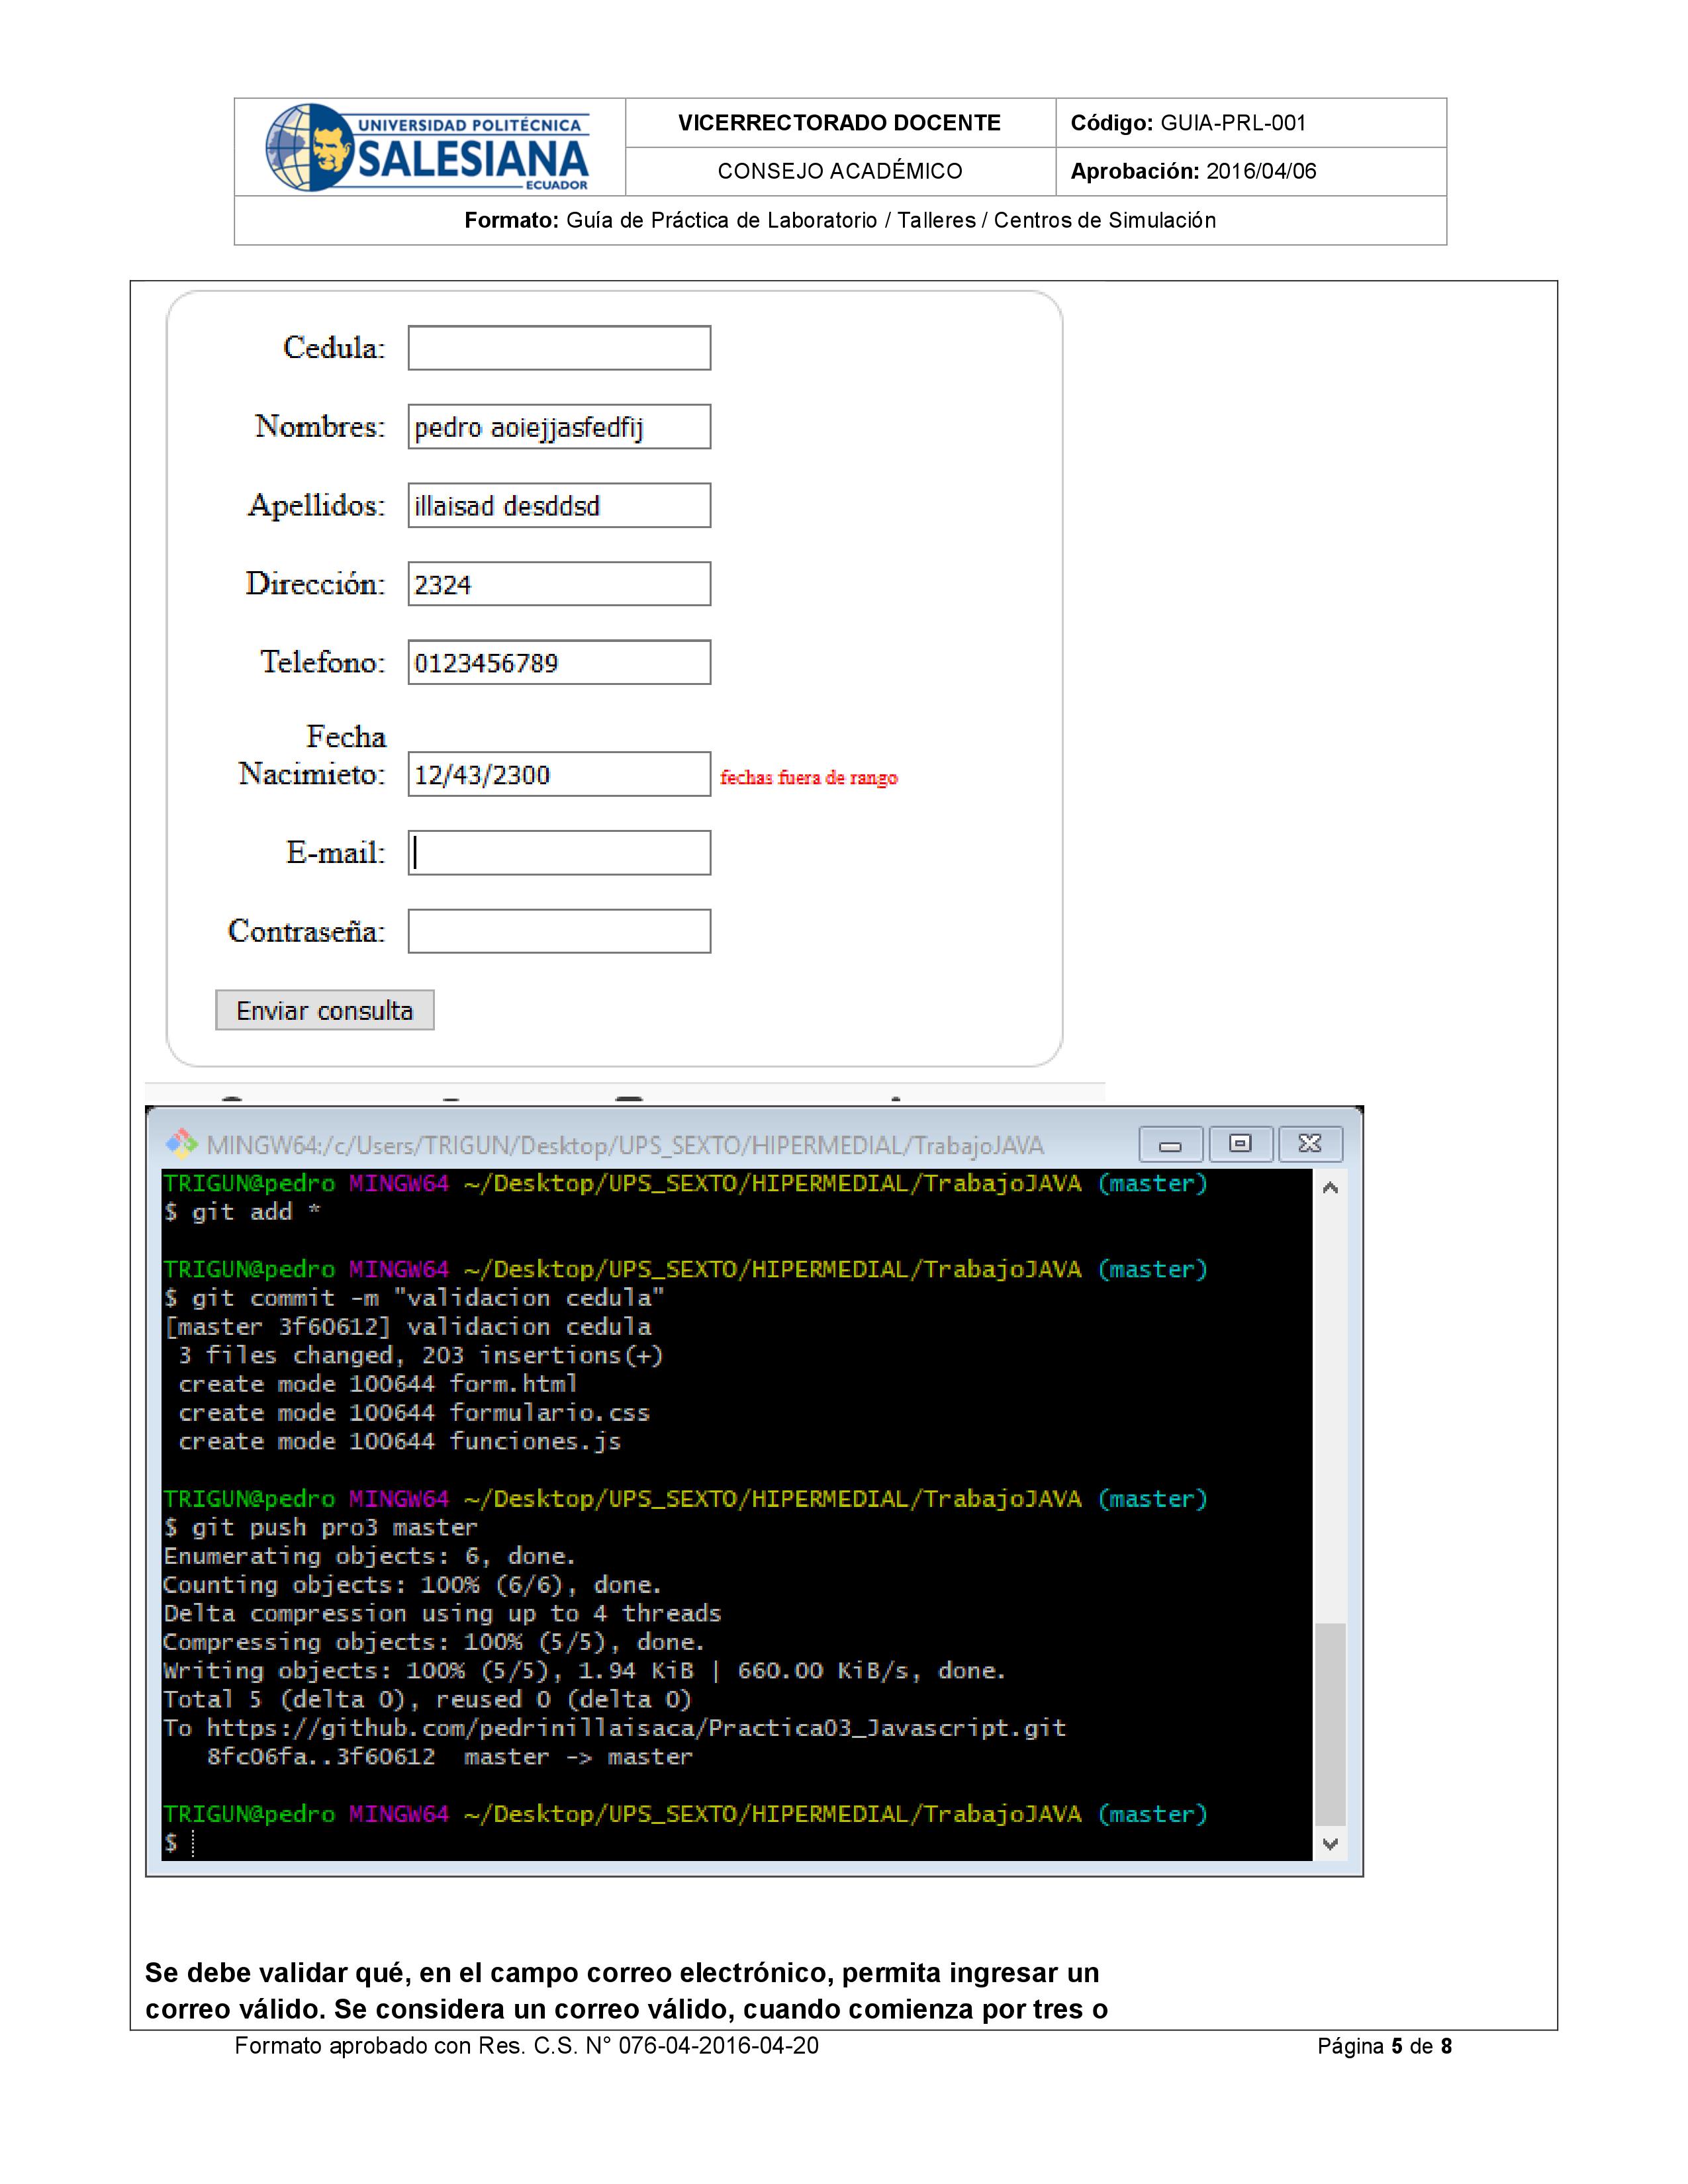 UNIVERSIDAD POLITÉCNICA
SALESIANA
ECUADOR
VICERRECTORADO DOCENTE
Código: GUIA-PRL-001
CONSEJO ACADÉMICO
Aprobación: 2016/04/06
Formato: Guía de Práctica de Laboratorio / Talleres / Centros de Simulación
Cedula:
Nombres: pedro aoiejjasfedfij
Apellidos: illaisad desddsd
Dirección: 2324
Telefono: 0123456789
Fecha
Nacimieto: 12/43/2300 fechas fuera de rango
E-mail:
Contraseña:
Enviar consulta
MINGW64:/c/Users/TRIGUN/Desktop/UPS_SEXTO/HIPERMEDIAL/TrabajoJAVA
TRIGUN@pedro MINGW64 ~/Desktop/UPS_SEXTO/HIPERMEDIAL/TrabajoJAVA (master)
$ git add *
TRIGUN@pedro MINGW64 ~/Desktop/UPS_SEXTO/HIPERMEDIAL/TrabajoJAVA (master)
$ git commit -m "validacion cedula"
[master 3f60612] validacion cedula
3 files changed, 203 insertions(+)
create mode 100644 form.html
create mode 100644 formulario.css
create mode 100644 funciones.js
TRIGUN@pedro MINGW64 ~/Desktop/UPS_SEXTO/HIPERMEDIAL/TrabajoJAVA (master)
$ git push pro3 master
Enumerating objects: 6, done.
Counting objects: 100% (6/6), done.
Delta compression using up to 4 threads
Compressing objects: 100% (5/5), done.
Writing objects: 100% (5/5), 1.94 KiB | 660.00 KiB/s, done.
Total 5 (delta 0), reused 0 (delta 0)
To https://github.com/pedrinillaisaca/Practica03_Javascript.git
8fc06fa..3f60612 master -> master
TRIGUN@pedro MINGW64 ~/Desktop/UPS_SEXTO/HIPERMEDIAL/TrabajoJAVA (master)
$
Se debe validar qué, en el campo correo electrónico, permita ingresar un
correo válido. Se considera un correo válido, cuando comienza por tres o
Formato aprobado con Res. C.S. N° 076-04-2016-04-20
Página 5 de 8